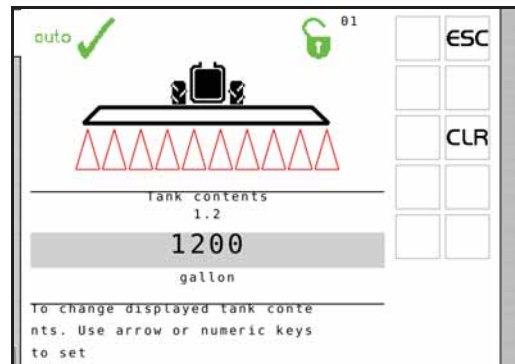 auto
01
ESC
CLR
Tank contents
1.2
1200
gallon
To change displayed tank conte
nts. Use arrow or numeric keys
to set